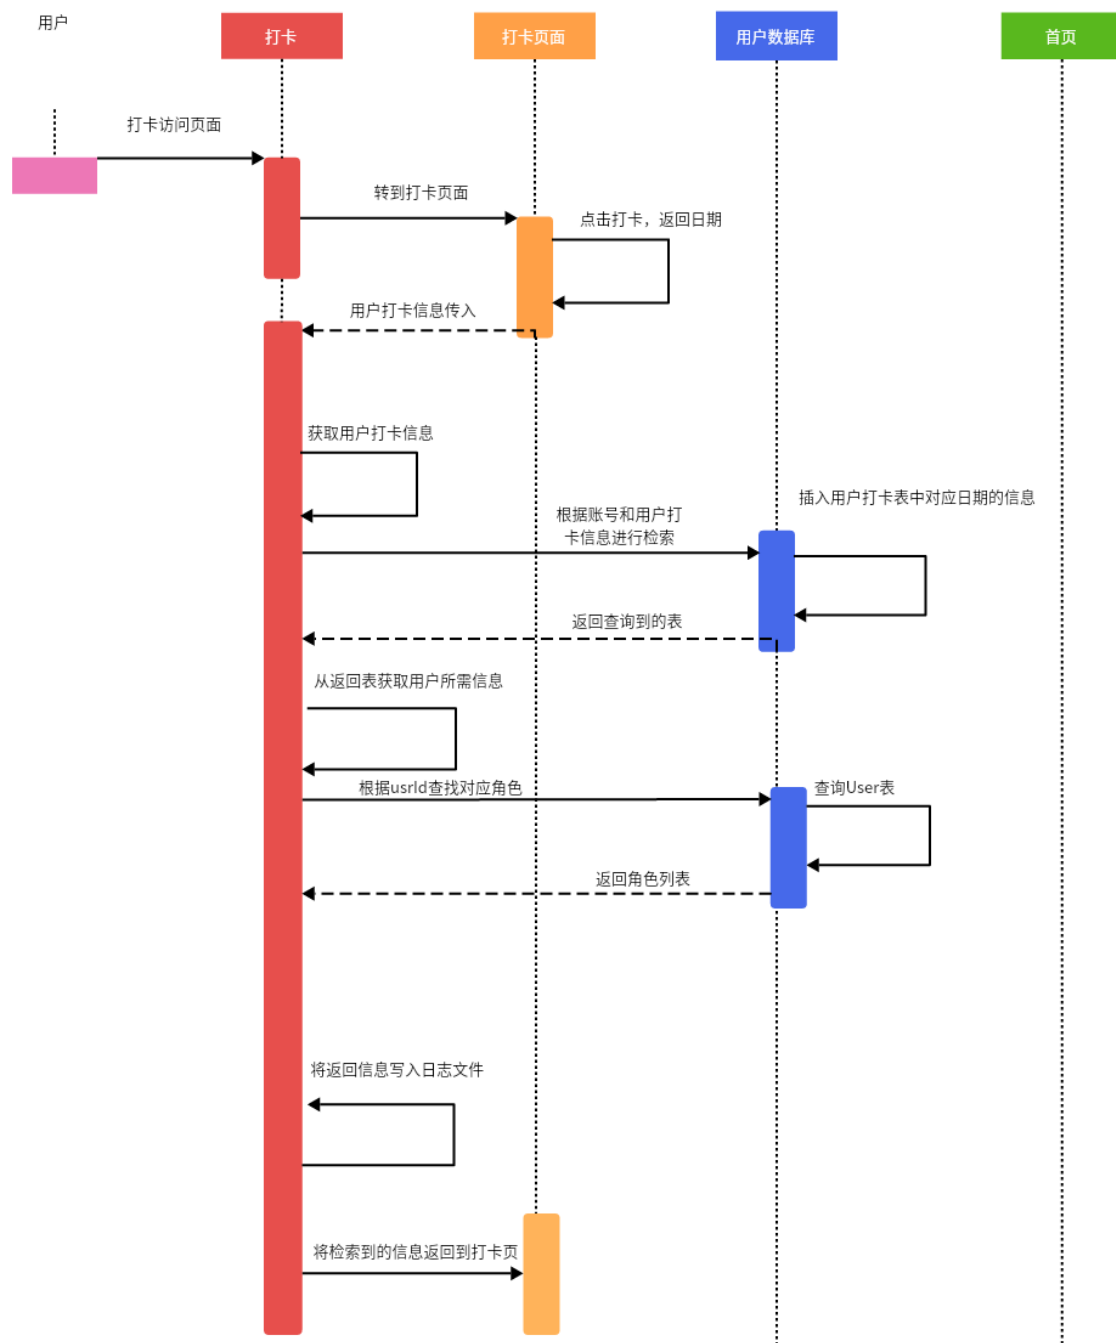 用户
打卡
打卡页面
用户数据库
首页
打卡访问页面
转到打卡页面
点击打卡，返回日期
用户打卡信息传入
获取用户打卡信息
插入用户打卡表中对应日期的信息
根据账号和用户打
卡信息进行检索
返回查询到的表
从返回表获取用户所需信息
根据usrId查找对应角色
查询User表
返回角色列表
将返回信息写入日志文件
将检索到的信息返回到打卡页